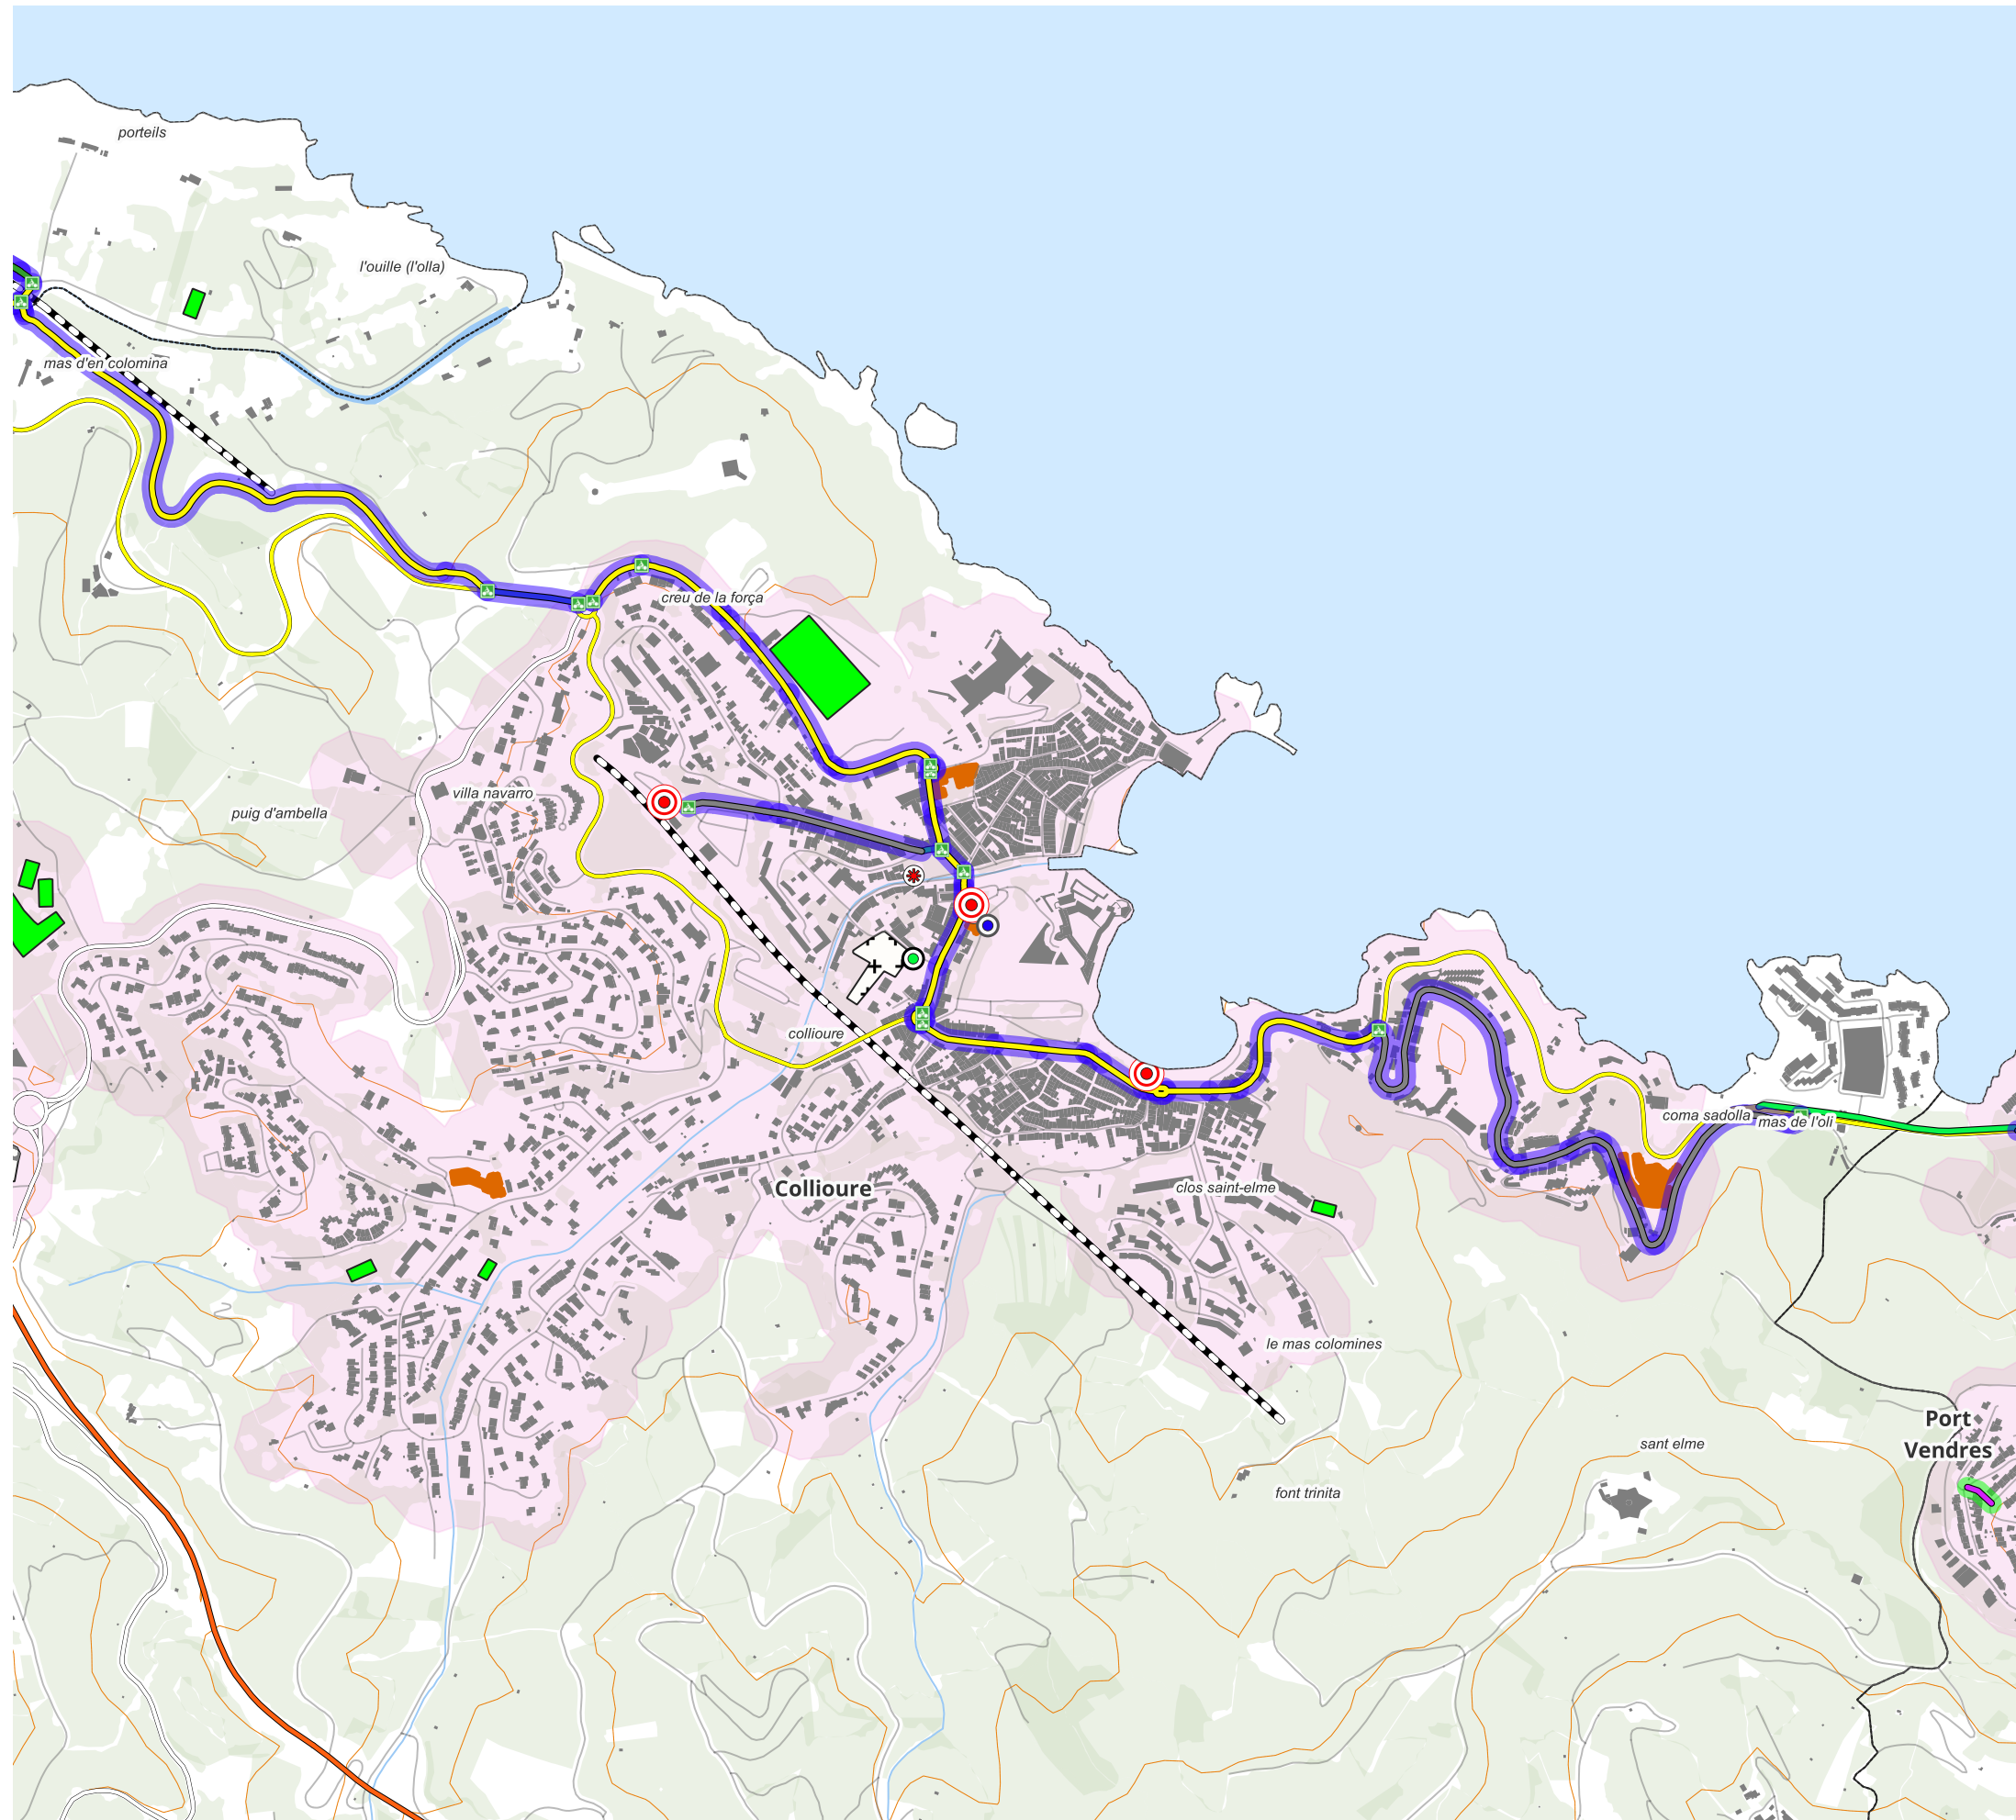 porteils
l'ouille (l'olla)
mas d'en colomina
creu de la força
villa navarro
puig d'ambella
collioure
coma sadolla
mas de l'oli
Collioure
clos saint-elme
le mas colomines
Port
Vendres
sant elme
font trinita